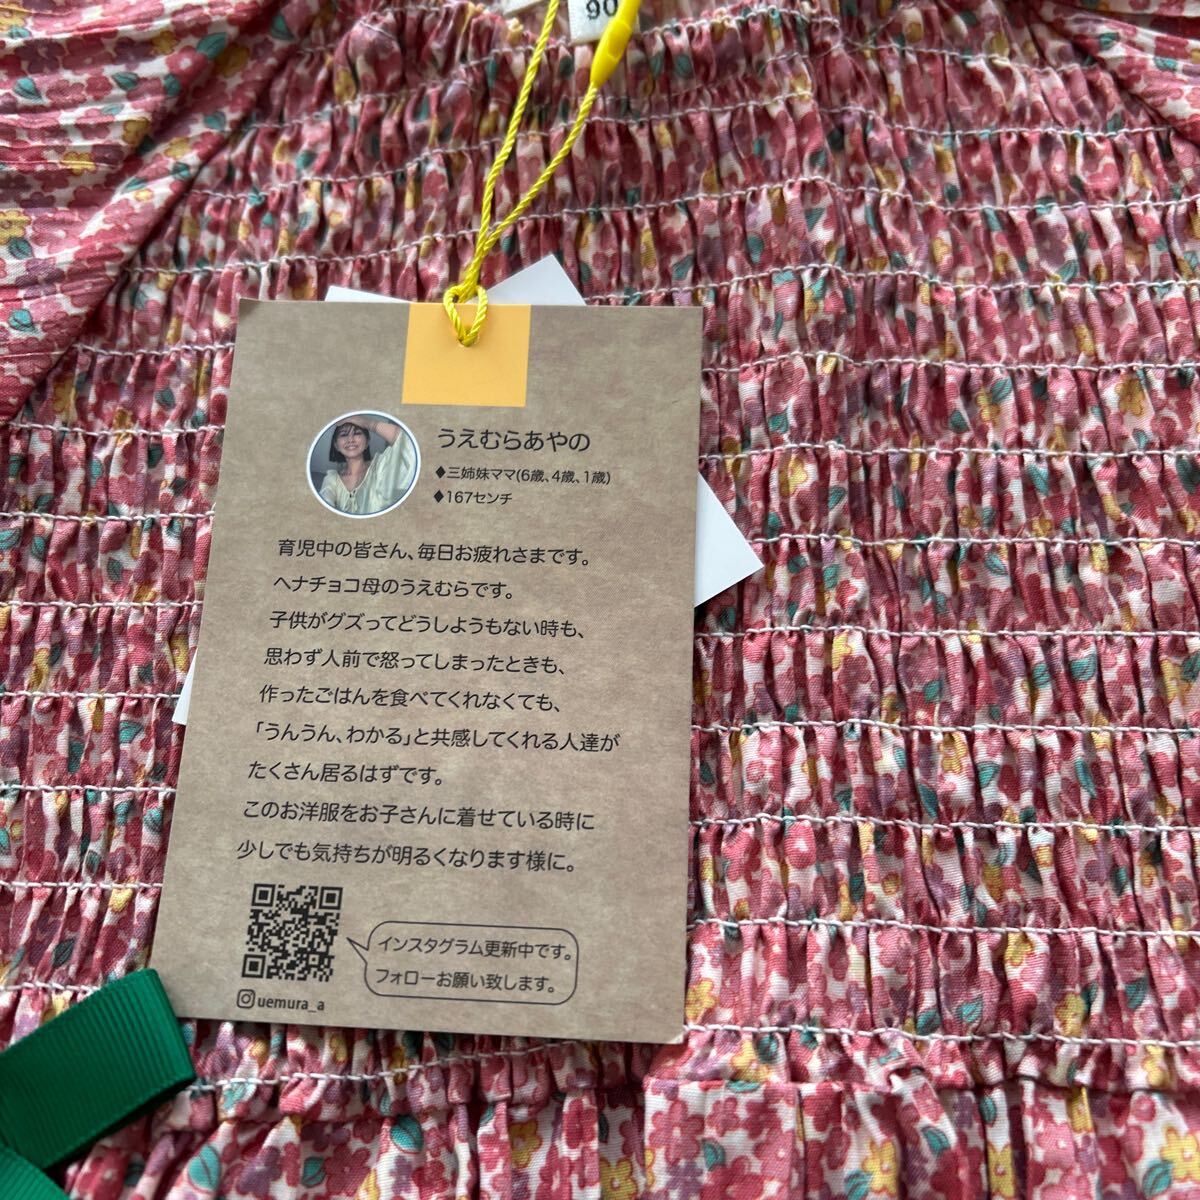 90
うえむらあやの
♦三姉妹ママ(6歳、4歳、1歳)
♦167センチ
育児中の皆さん、毎日お疲れさまです。
ヘナチョコ母のうえむらです。
子供がグズってどうしようもない時も、
思わず人前で怒ってしまったときも、
作ったごはんを食べてくれなくても、
「うんうん、わかる」と共感してくれる人達が
たくさん居るはずです。
このお洋服をお子さんに着せている時に
少しでも気持ちが明るくなります様に。
インスタグラム更新中です。
フォローお願い致します。
uemura_a